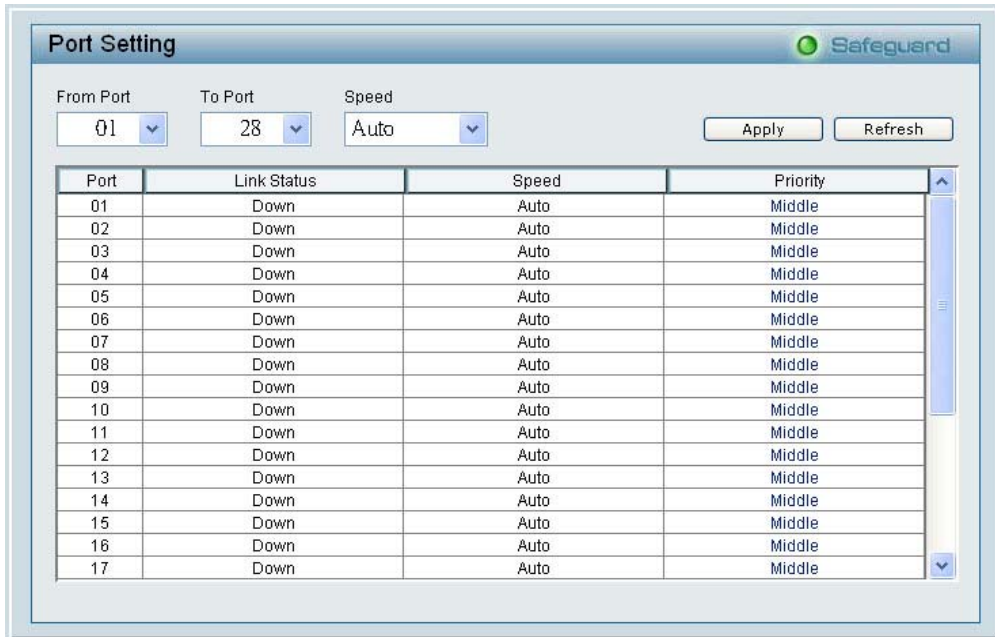 Port Setting Safeguard
From Port To Port Speed
01 28 Auto Apply Refresh
Port Link Status Speed Priority
01 Down Auto Middle
02 Down Auto Middle
03 Down Auto Middle
04 Down Auto Middle
05 Down Auto Middle
06 Down Auto Middle
07 Down Auto Middle
08 Down Auto Middle
09 Down Auto Middle
10 Down Auto Middle
11 Down Auto Middle
12 Down Auto Middle
13 Down Auto Middle
14 Down Auto Middle
15 Down Auto Middle
16 Down Auto Middle
17 Down Auto Middle